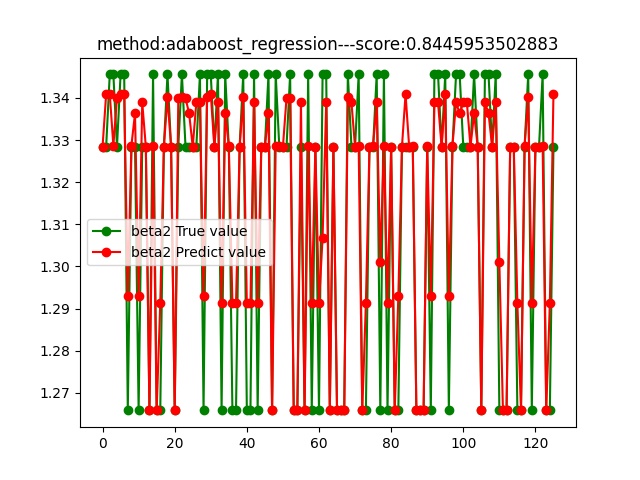 method:adaboost_regression---score:0.8445953502883
1.34
1.33
1.32
1.31
1.30
1.29
1.28
1.27
beta2 True value
beta2 Predict value
0 20 40 60 80 100 120